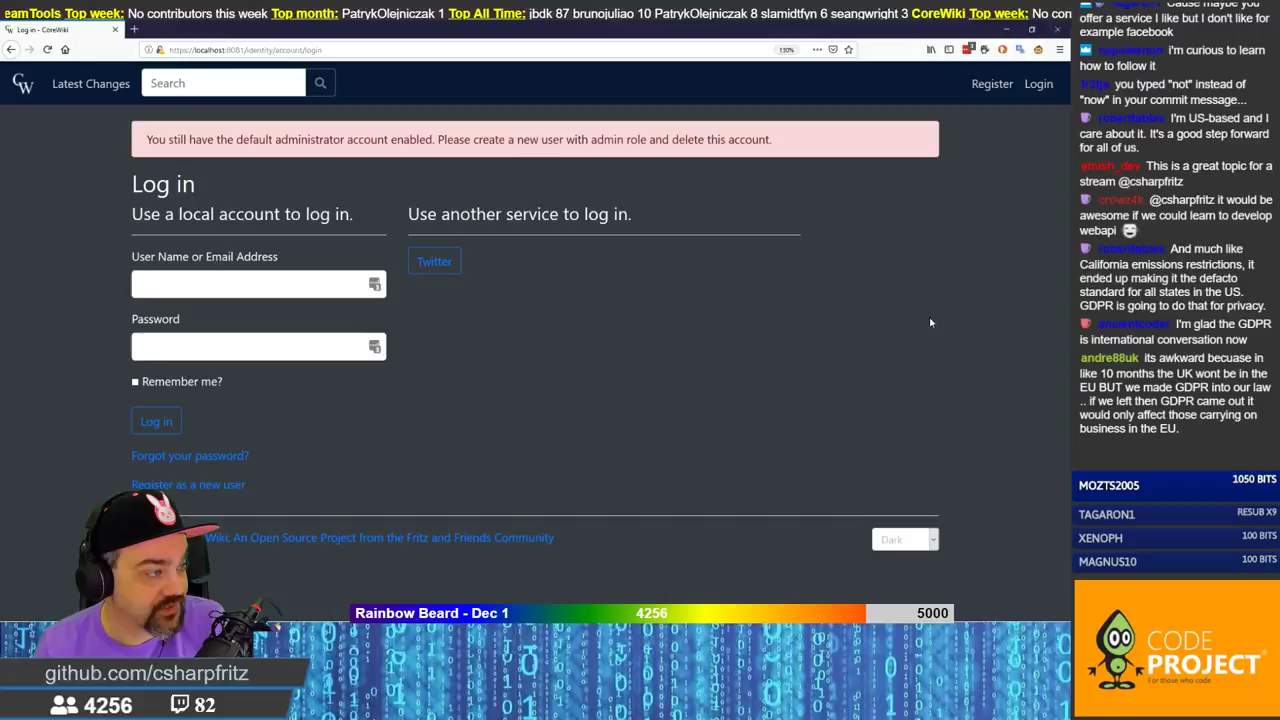 eamTools Top week: No contributors this week Top month: PatrykOlejniczak 1 Top All Time: jbdk 87 brunojuliao 10 PatrykOlejniczak 8 slamidtfyn 6 seangwright 3 CoreWiki Top week: No con
Log in - CoreWiki
https://localhost:8081/identity/account/login
130%
CW
Latest Changes
Search
Register
Login
You still have the default administrator account enabled. Please create a new user with admin role and delete this account.
Log in
Use a local account to log in.
Use another service to log in.
User Name or Email Address
Twitter
Password
Remember me?
Log in
Forgot your password?
Register as a new user
Wiki: An Open Source Project from the Fritz and Friends Community
Dark
Rainbow Beard - Dec 1
4256
5000
github.com/csharpfritz
4256
82
Cause maybe you
offer a service I like but I don't like for
example facebook
i'm curious to learn
how to follow it
you typed "not" instead of
"now" in your commit message...
roberttables I'm US-based and I
care about it. It's a good step forward
for all of us.
amish_dev This is a great topic for a
stream @csharpfritz
crowz4k @csharpfritz it would be
awesome if we could learn to develop
webapi
roberttables And much like
California emissions restrictions, it
ended up making it the defacto
standard for all states in the US.
GDPR is going to do that for privacy.
I'm glad the GDPR
is international conversation now
andre88uk its awkward becuase in
like 10 months the UK wont be in the
EU BUT we made GDPR into our law
.. if we left then GDPR came out it
would only affect those carrying on
business in the EU.
MOZTS2005 1050 BITS
TAGARON1 RESUB X9
XENOPH 100 BITS
MAGNUS10 100 BITS
CODE
PROJECT
For those who code